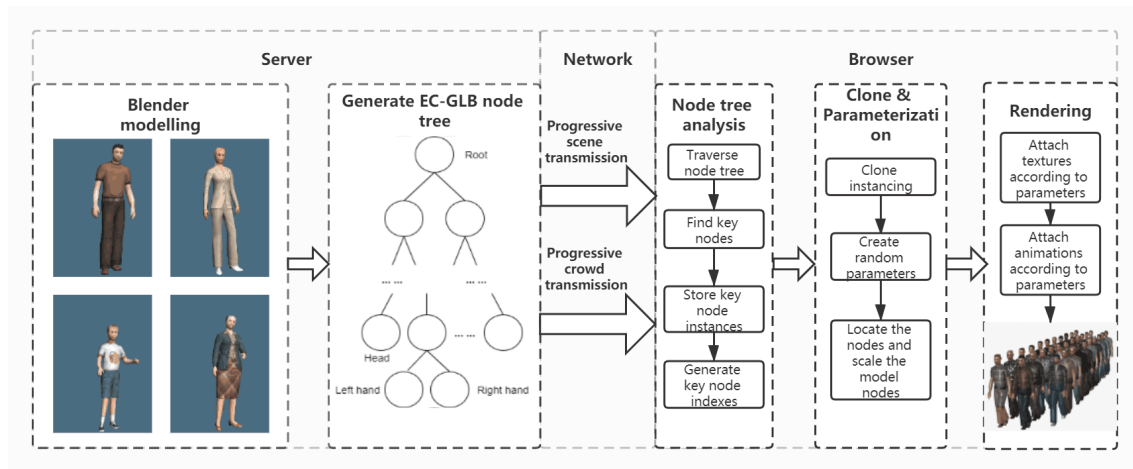 Server
Network
Browser
Blender
modelling
Generate EC-GLB node
tree
Root
... ...
... ...
... ...
Head
Left hand
Right hand
Progressive
scene
transmission
Progressive
crowd
transmission
Node tree
analysis
Traverse
node tree
Find key
nodes
Store key
node
instances
Generate
key node
indexes
Clone &
Parameterizati
on
Clone
instancing
Create
random
parameters
Locate the
nodes and
scale the
model
nodes
Rendering
Attach
textures
according to
parameters
Attach
animations
according to
parameters